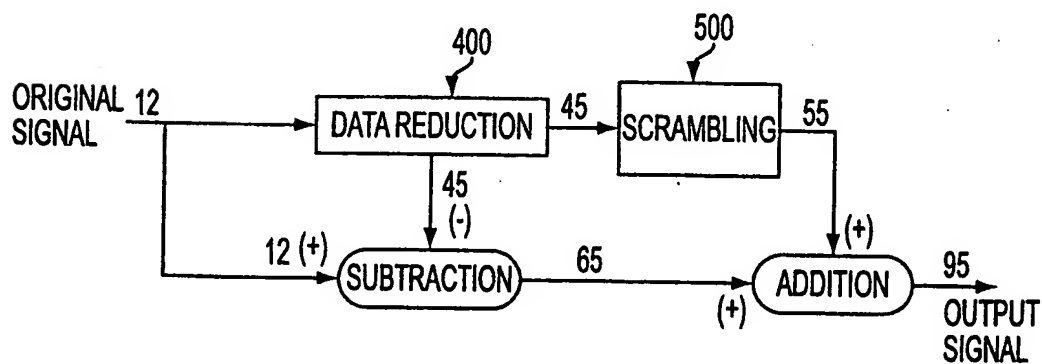 400
500
ORIGINAL 12
SIGNAL
DATA REDUCTION
45
SCRAMBLING
55
45
(-)
(+)
12 (+)
SUBTRACTION
65
(+)
ADDITION
95
OUTPUT
SIGNAL